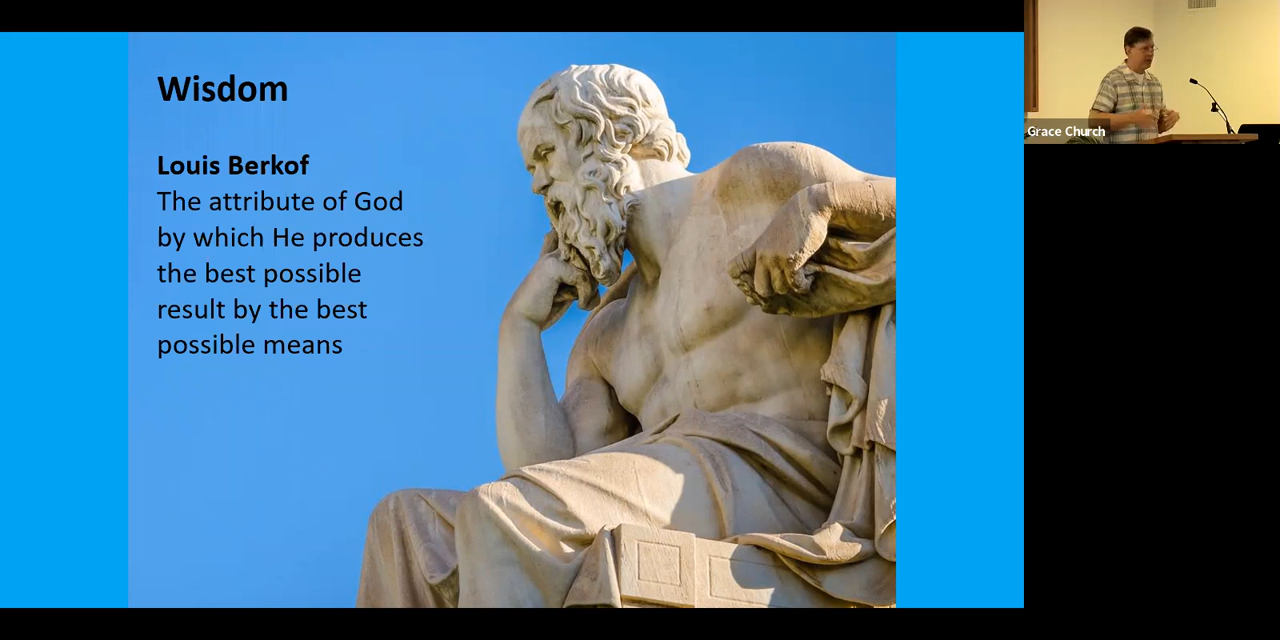 Wisdom
Louis Berkof
The attribute of God
by which He produces
the best possible
result by the best
possible means
Grace Church